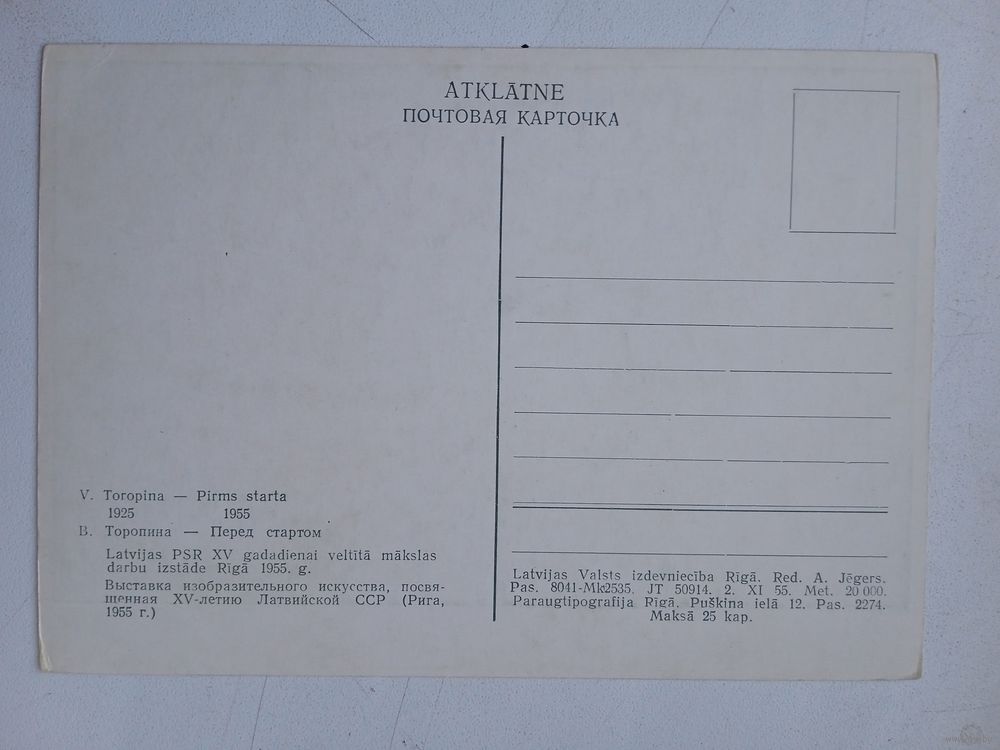 ATKLĀTNE
ПОЧТОВАЯ КАРТОЧКА
V. Toropina — Pirms starta
1925 1955
В. Торопина — Перед стартом
Latvijas PSR XV gadadienai veltītā mākslas
darbu izstāde Rīgā 1955. g.
Выставка изобразительного искусства, посвя-
щенная XV-летию Латвийской ССР (Рига,
1955 г.)
Latvijas Valsts izdevniecība Rīgā. Red. A. Jēgers.
Pas. 8041-Mk2535. JT 50914. 2. XI 55. Met. 20 000.
Paraugtipografija Rīgā. Puškina ielā 12. Pas. 2274.
Maksā 25 kap.